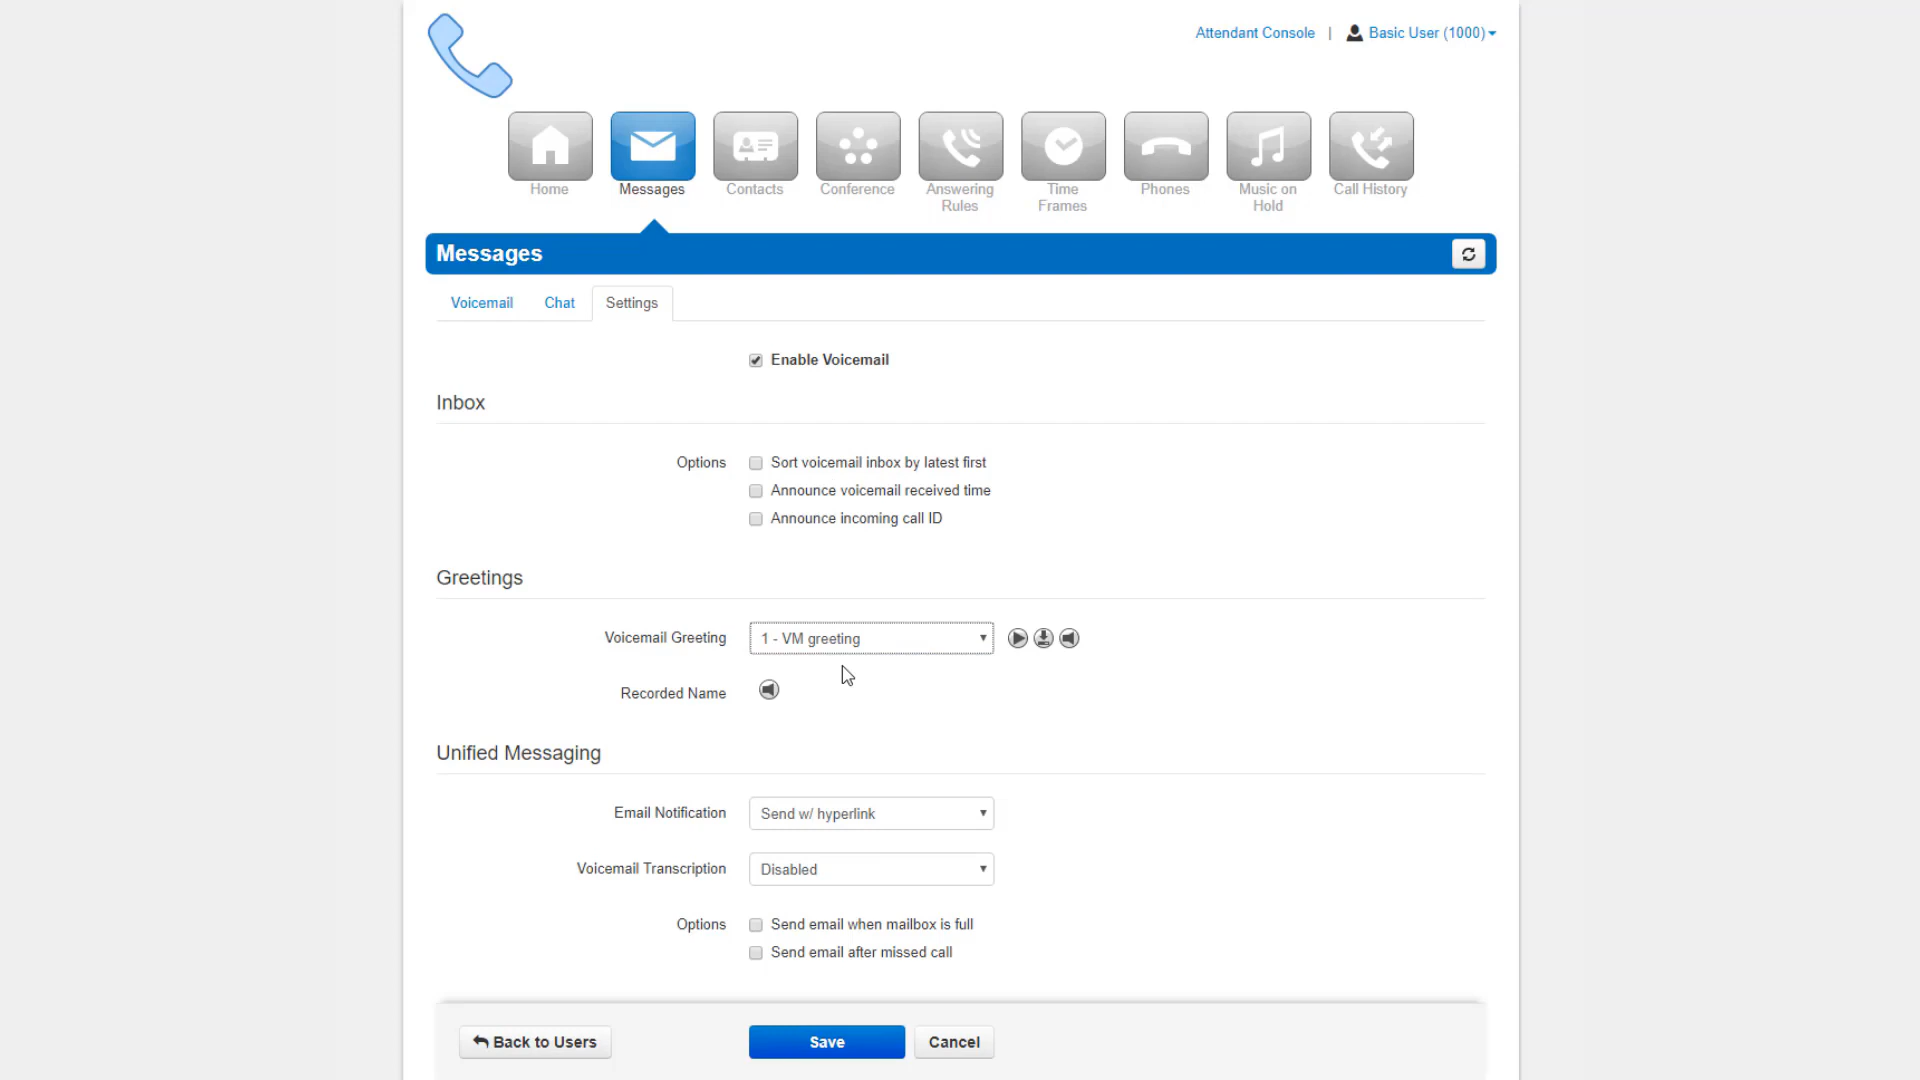 Attendant Console | Basic User (1000)
Home
Messages
Contacts
Conference
Answering
Rules
Time
Frames
Phones
Music on
Hold
Call History
Messages
Voicemail
Chat
Settings
Enable Voicemail
Inbox
Options
Sort voicemail inbox by latest first
Announce voicemail received time
Announce incoming call ID
Greetings
Voicemail Greeting
1 - VM greeting
Recorded Name
Unified Messaging
Email Notification
Send w/ hyperlink
Voicemail Transcription
Disabled
Options
Send email when mailbox is full
Send email after missed call
Back to Users
Save
Cancel